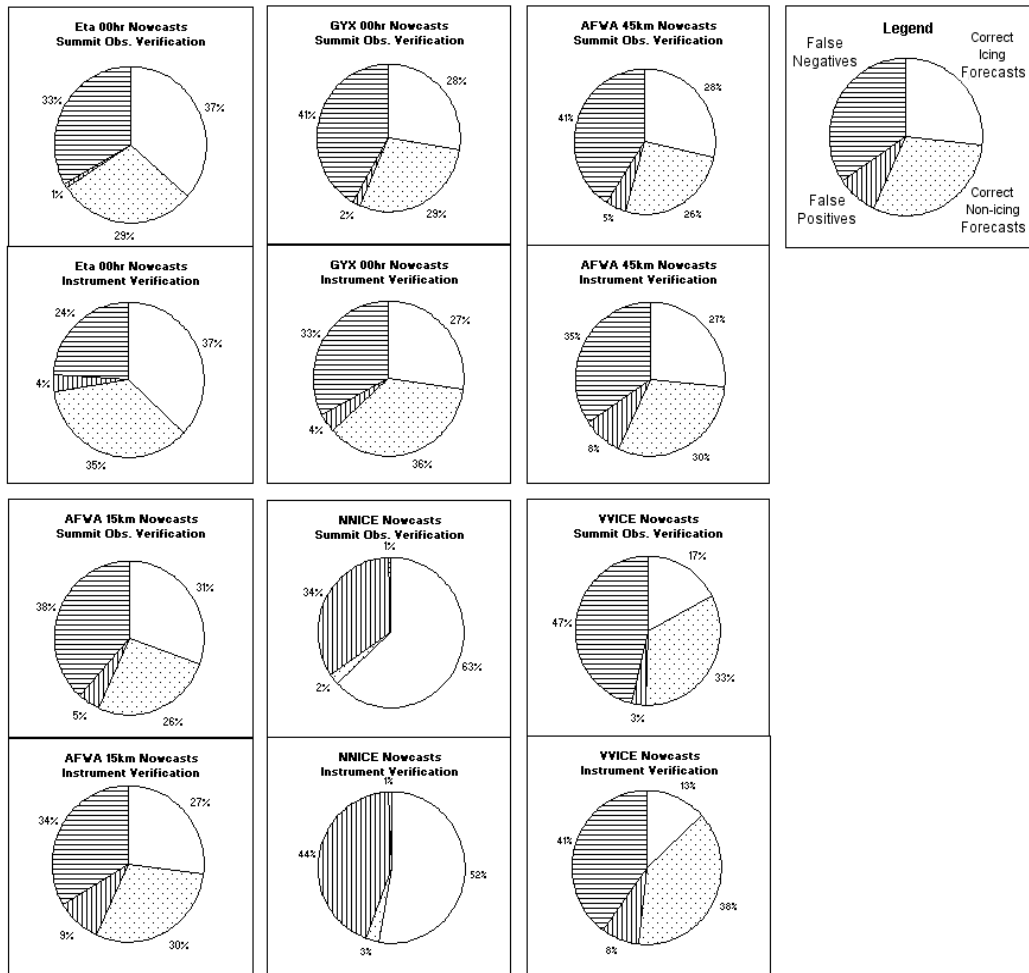 Eta 00hr Nowcasts
Summit Obs. Verification
33%
37%
1%
29%
GYX 00hr Nowcasts
Summit Obs. Verification
28%
41%
2%
29%
AFWA 45km Nowcasts
Summit Obs. Verification
28%
41%
5%
26%
Legend
False
Negatives
Correct
Icing
Forecasts
False
Positives
Correct
Non-icing
Forecasts
Eta 00hr Nowcasts
Instrument Verification
24%
37%
4%
35%
GYX 00hr Nowcasts
Instrument Verification
33%
27%
4%
36%
AFWA 45km Nowcasts
Instrument Verification
35%
27%
8%
30%
AFWA 15km Nowcasts
Summit Obs. Verification
31%
38%
5%
26%
NNICE Nowcasts
Summit Obs. Verification
1%
34%
63%
2%
VVICE Nowcasts
Summit Obs. Verification
17%
47%
33%
3%
AFWA 15km Nowcasts
Instrument Verification
27%
34%
9%
30%
NNICE Nowcasts
Instrument Verification
1%
44%
52%
3%
VVICE Nowcasts
Instrument Verification
13%
41%
38%
8%